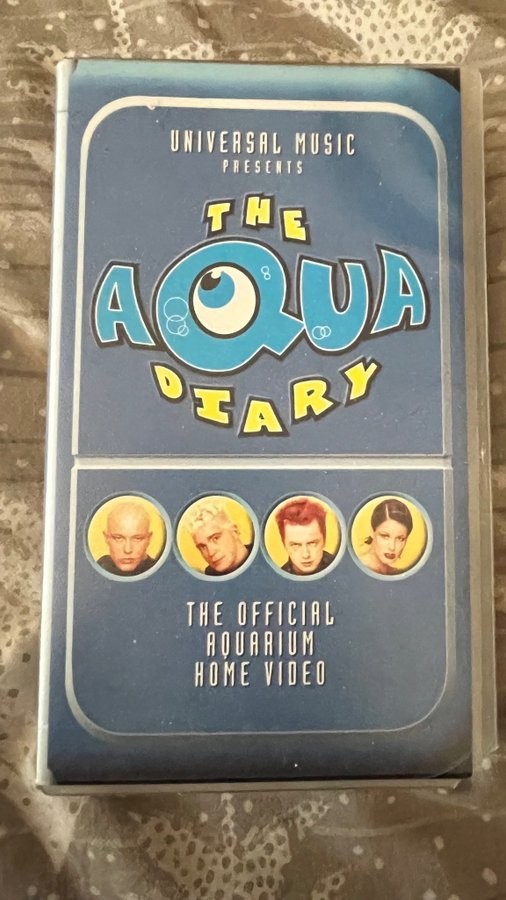 UNIVERSAL MUSIC
PRESENTS
THE
AQUA
DIARY
THE OFFICIAL
AQUARIUM
HOME VIDEO